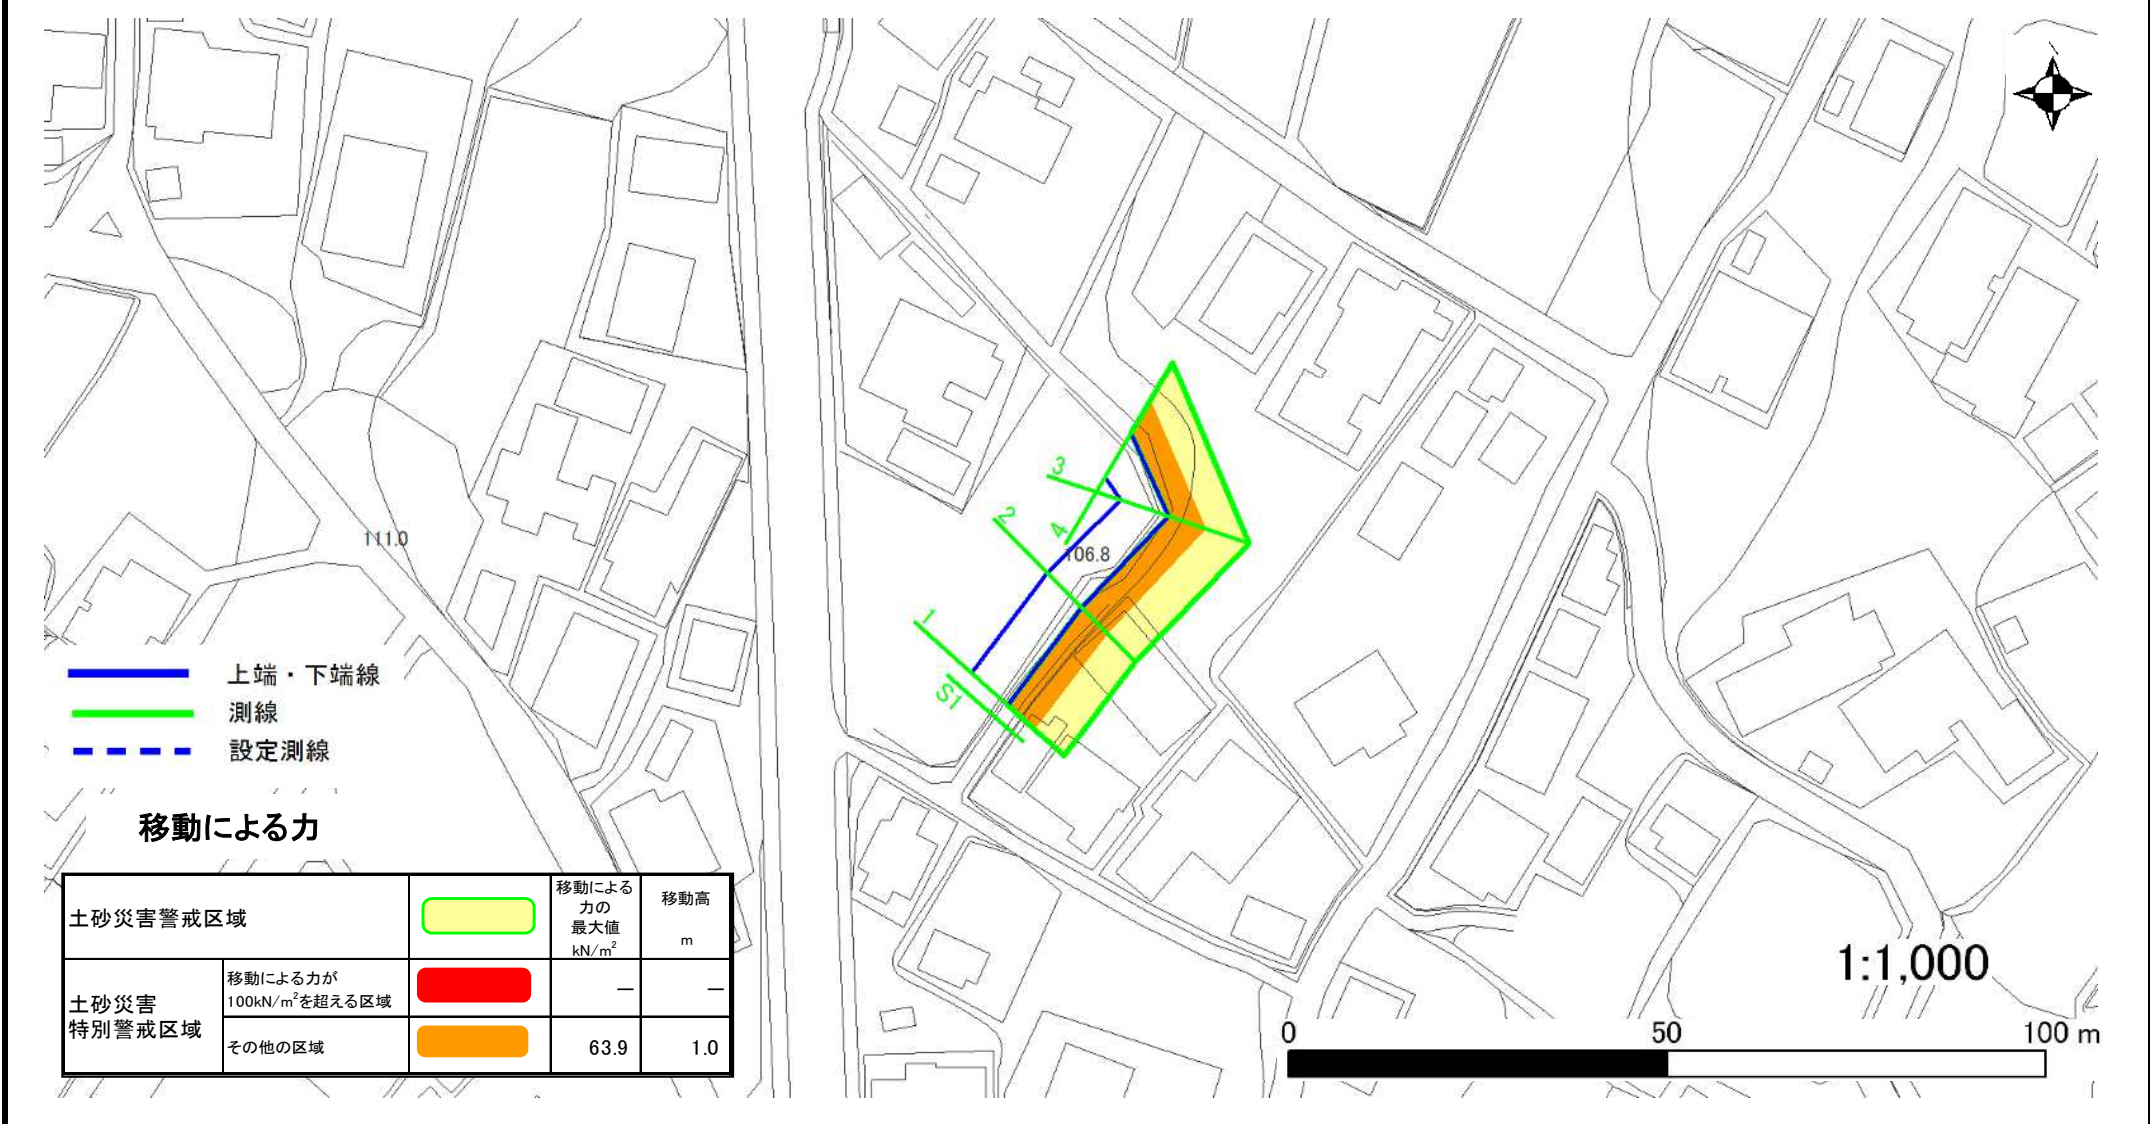 3
2
4
111.0
106.8
1
S1
上端・下端線
測線
設定測線
移動による力
移動による
力の
最大値
kN/m²
移動高
m
土砂災害警戒区域
土砂災害
特別警戒区域
移動による力が
100kN/m²を超える区域
—
—
その他の区域
63.9
1.0
1:1,000
0
50
100 m